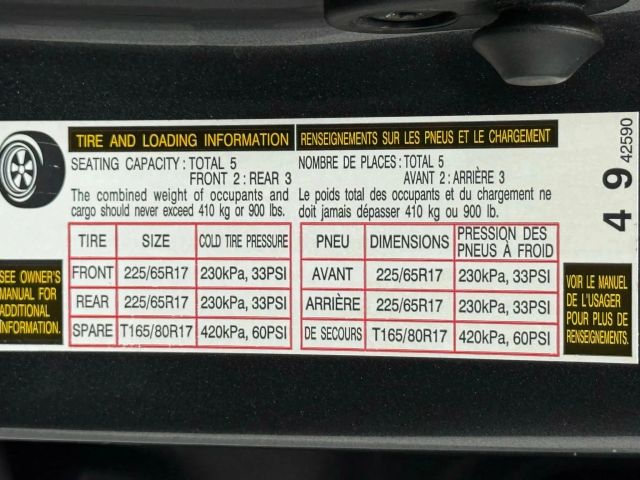 TIRE AND LOADING INFORMATION
SEATING CAPACITY : TOTAL 5
FRONT 2 : REAR 3
The combined weight of occupants and
cargo should never exceed 410 kg or 900 lbs.
TIRE SIZE COLD TIRE PRESSURE
FRONT 225/65R17 230kPa, 33PSI
REAR 225/65R17 230kPa, 33PSI
SPARE T165/80R17 420kPa, 60PSI
SEE OWNER'S
MANUAL FOR
ADDITIONAL
INFORMATION.
RENSEIGNEMENTS SUR LES PNEUS ET LE CHARGEMENT
NOMBRE DE PLACES : TOTAL 5
AVANT 2 : ARRIÈRE 3
Le poids total des occupants et du chargement ne
doit jamais dépasser 410 kg ou 900 lb.
PNEU DIMENSIONS PRESSION DES
PNEUS À FROID
AVANT 225/65R17 230kPa, 33PSI
ARRIÈRE 225/65R17 230kPa, 33PSI
DE SECOURS T165/80R17 420kPa, 60PSI
VOIR LE MANUEL
DE L'USAGER
POUR PLUS DE
RENSEIGNEMENTS.
4 9 42590